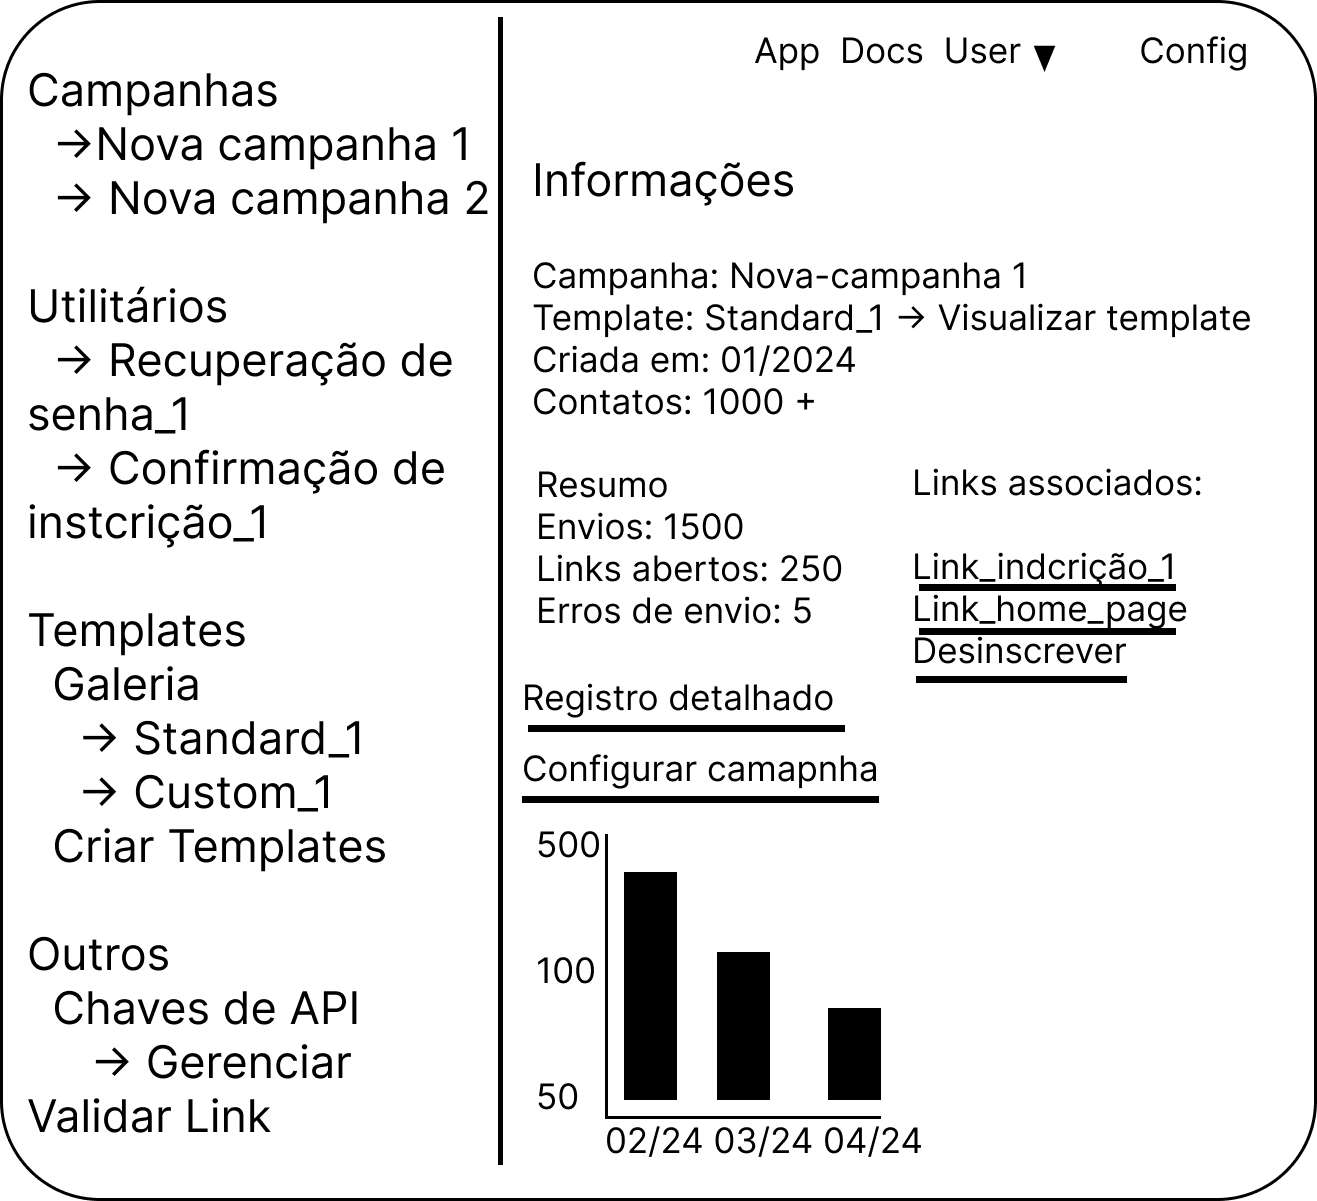 Campanhas
→Nova campanha 1
→ Nova campanha 2
Utilitários
→ Recuperação de
senha_1
→ Confirmação de
instcrição_1
Templates
Galeria
→ Standard_1
→ Custom_1
Criar Templates
Outros
Chaves de API
→ Gerenciar
Validar Link
App Docs User ▼ Config
Informações
Campanha: Nova-campanha 1
Template: Standard_1 → Visualizar template
Criada em: 01/2024
Contatos: 1000 +
Resumo
Envios: 1500
Links abertos: 250
Erros de envio: 5
Links associados:
Link_indcrição_1
Link_home_page
Desinscrever
Registro detalhado
Configurar camapnha
500
100
50
02/24 03/24 04/24